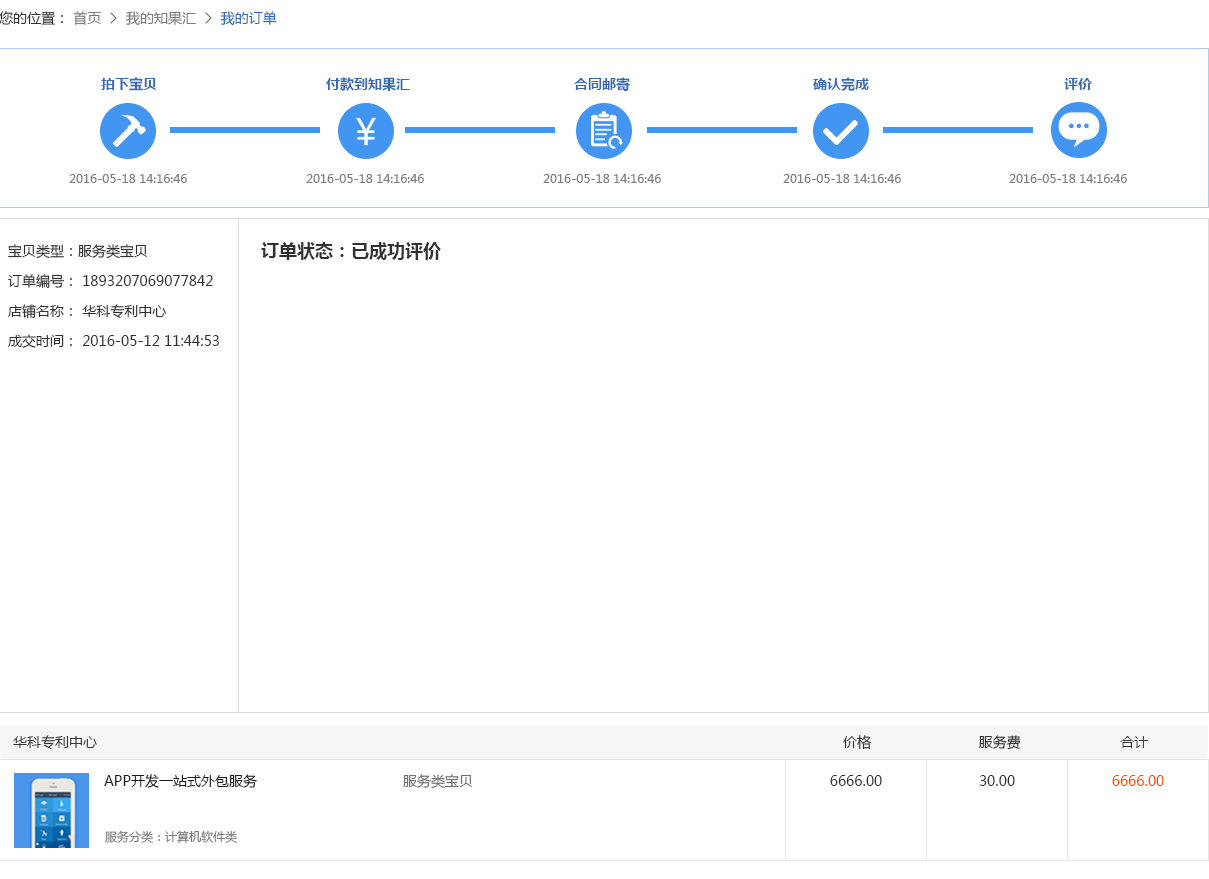 您的位置： 首页 > 我的知果汇 > 我的订单
拍下宝贝 付款到知果汇 合同邮寄 确认完成 评价
¥
2016-05-18 14:16:46 2016-05-18 14:16:46 2016-05-18 14:16:46 2016-05-18 14:16:46 2016-05-18 14:16:46
宝贝类型：服务类宝贝
订单编号： 1893207069077842
店铺名称： 华科专利中心
成交时间： 2016-05-12 11:44:53
订单状态：已成功评价
华科专利中心 价格 服务费 合计
APP开发一站式外包服务 服务类宝贝 6666.00 30.00 6666.00
服务分类：计算机软件类